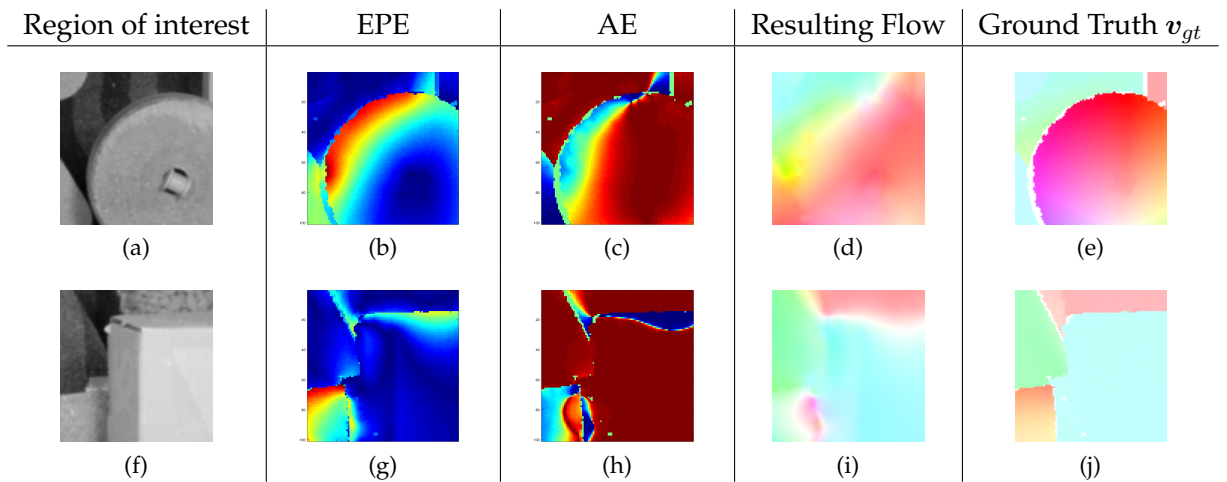 Region of interest EPE AE Resulting Flow Ground Truth v_gt
(a) (b) (c) (d) (e)
(f) (g) (h) (i) (j)